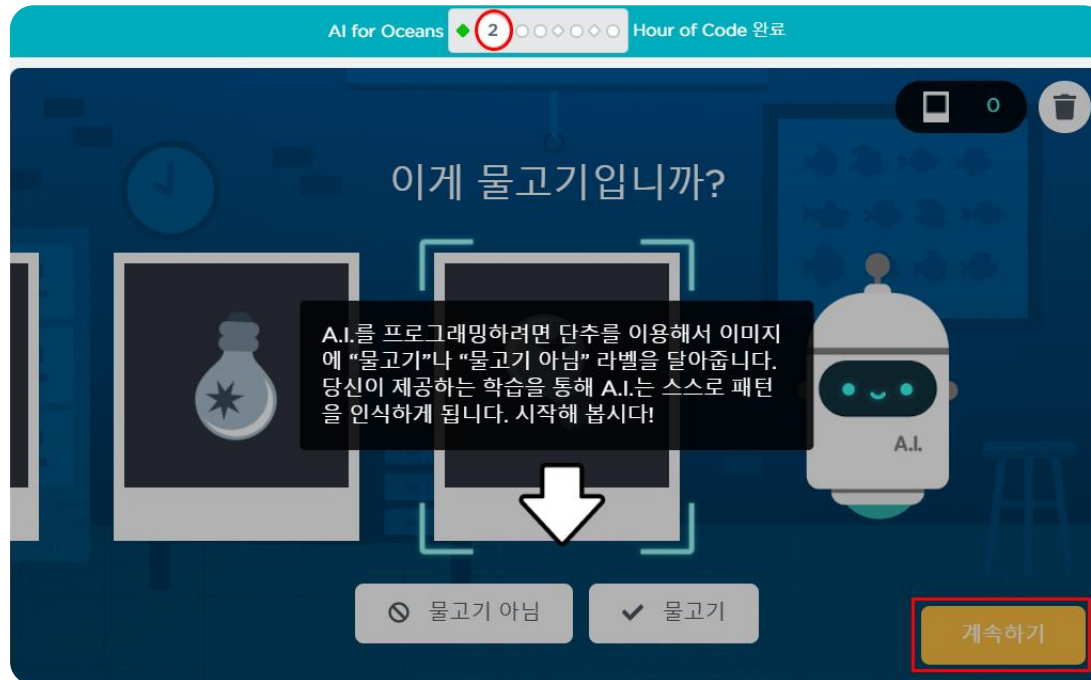 AI for Oceans 2 Hour of Code 완료
0
이게 물고기입니까?
A.I.를 프로그래밍하려면 단추를 이용해서 이미지
에 “물고기”나 “물고기 아님” 라벨을 달아줍니다.
당신이 제공하는 학습을 통해 A.I.는 스스로 패턴
을 인식하게 됩니다. 시작해 봅시다!
A.I.
물고기 아님 물고기
계속하기